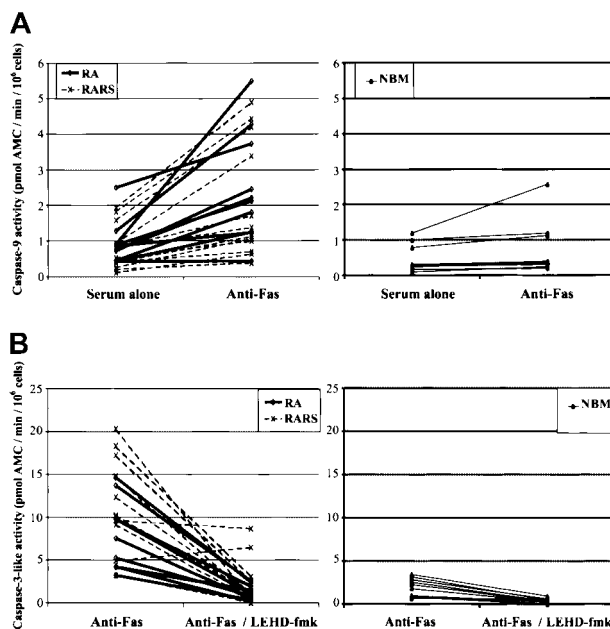 A
Caspase-9 activity (pmol AMC / min / 10⁶ cells)
6
5
4
3
2
1
0
RA
RARS
Serum alone
Anti-Fas
6
5
4
3
2
1
0
NBM
Serum alone
Anti-Fas
B
Caspase-3-like activity (pmol AMC / min / 10⁶ cells)
25
20
15
10
5
0
RA
RARS
Anti-Fas
Anti-Fas / LEHD-fmk
25
20
15
10
5
0
NBM
Anti-Fas
Anti-Fas / LEHD-fmk